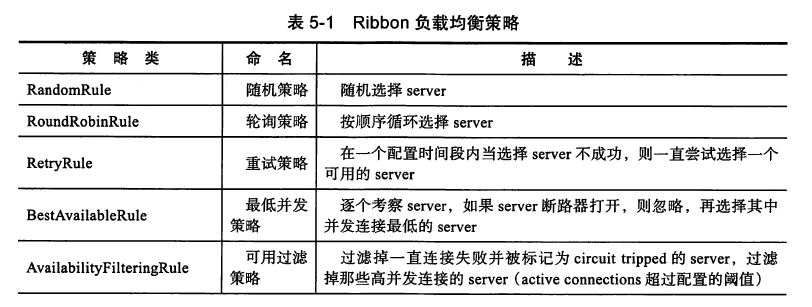 表 5-1 Ribbon 负载均衡策略
策 略 类 命 名 描 述
RandomRule 随机策略 随机选择 server
RoundRobinRule 轮询策略 按顺序循环选择 server
RetryRule 重试策略 在一个配置时间段内当选择 server 不成功，则一直尝试选择一个
可用的 server
BestAvailableRule 最低并发 逐个考察 server，如果 server 断路器打开，则忽略，再选择其中
策略 并发连接最低的 server
AvailabilityFilteringRule 可用过滤 过滤掉一直连接失败并被标记为 circuit tripped 的 server，过滤
策略 掉那些高并发连接的 server（active connections 超过配置的阈值）